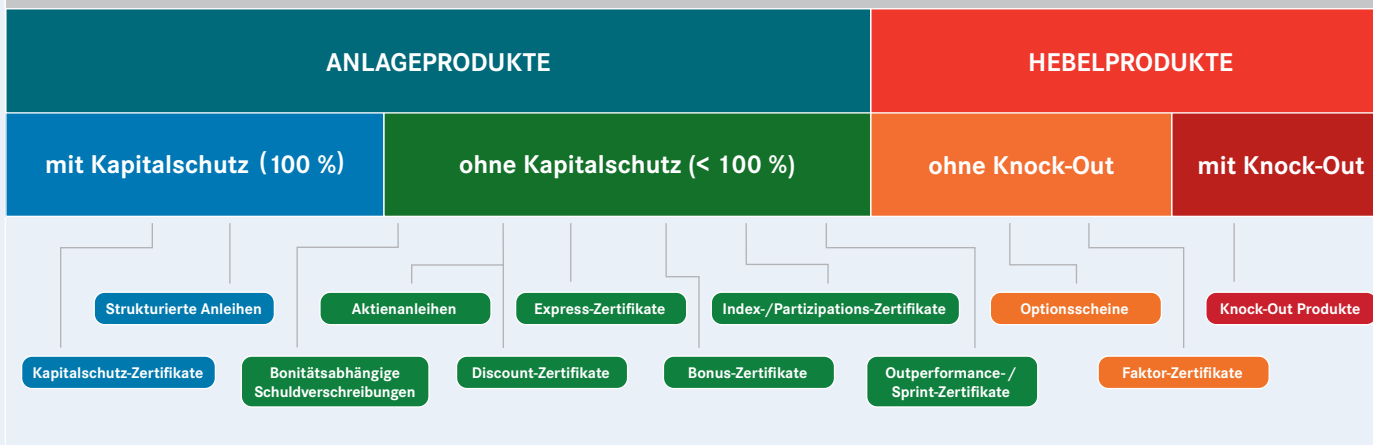 ANLAGEPRODUKTE
HEBELPRODUKTE
mit Kapitalschutz (100 %)
ohne Kapitalschutz (< 100 %)
ohne Knock-Out
mit Knock-Out
Strukturierte Anleihen
Aktienanleihen
Express-Zertifikate
Index-/Partizipations-Zertifikate
Optionsscheine
Knock-Out Produkte
Kapitalschutz-Zertifikate
Bonitätsabhängige
Schuldverschreibungen
Discount-Zertifikate
Bonus-Zertifikate
Outperformance-/
Sprint-Zertifikate
Faktor-Zertifikate